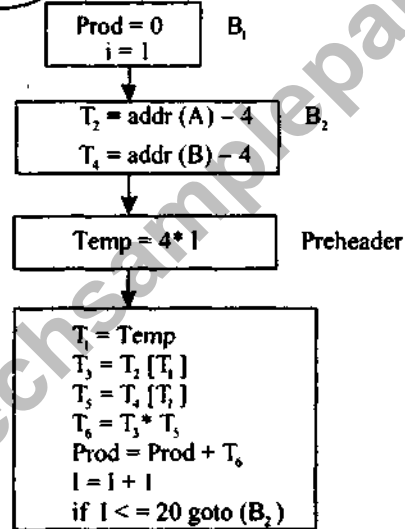 Prod = 0 B₁
i = 1
T₂ = addr (A) – 4 B₂
T₄ = addr (B) – 4
Temp = 4* I Preheader
T₁ = Temp
T₃ = T₂ [T₁]
T₅ = T₄ [T₁]
T₆ = T₃* T₅
Prod = Prod + T₆
I = I + I
if I < = 20 goto (B₂)